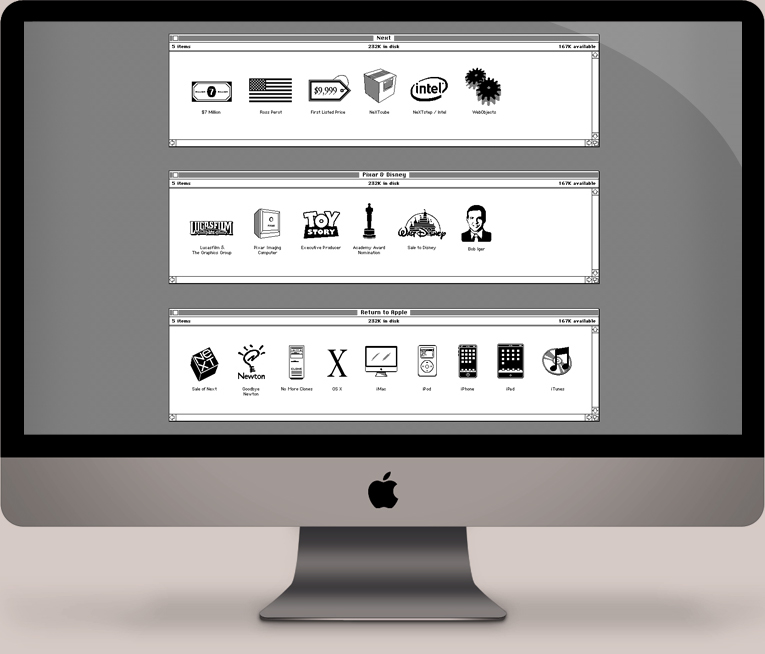 Next
5 items 232K in disk 167K available
7
$9,999
intel
$7 Million Ross Perot First Listed Price NeXTcube NeXTstep / Intel WebObjects
Pixar & Disney
5 items 232K in disk 167K available
LUCASFILM
TOY STORY
WALT DISNEY
Lucasfilm & The Graphics Group
Pixar Imaging Computer
Executive Producer
Academy Award Nomination
Sale to Disney
Bob Iger
Return to Apple
5 items 232K in disk 167K available
NeXT
Newton
CLONE
X
Sale of Next
Goodbye Newton
No More Clones
OS X
iMac
iPod
iPhone
iPad
iTunes